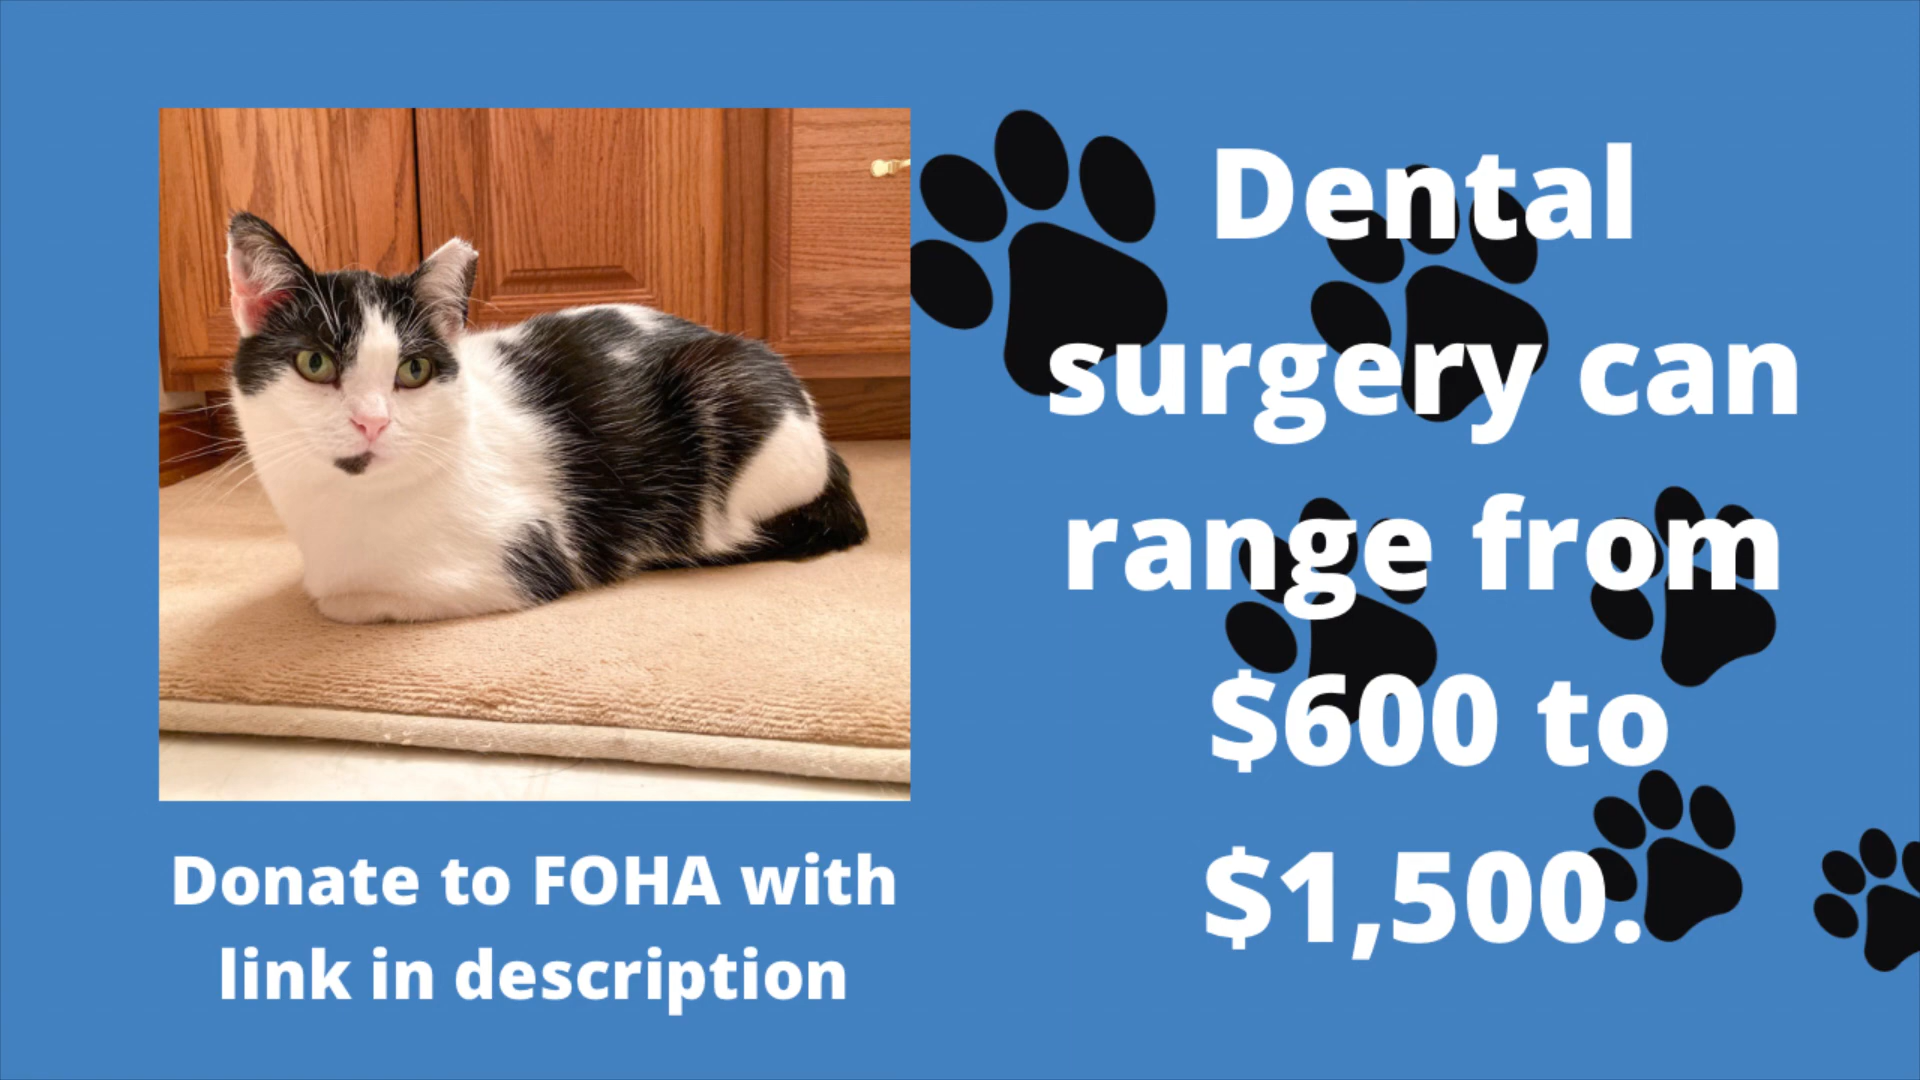 Dental
surgery can
range from
$600 to
$1,500.
Donate to FOHA with
link in description